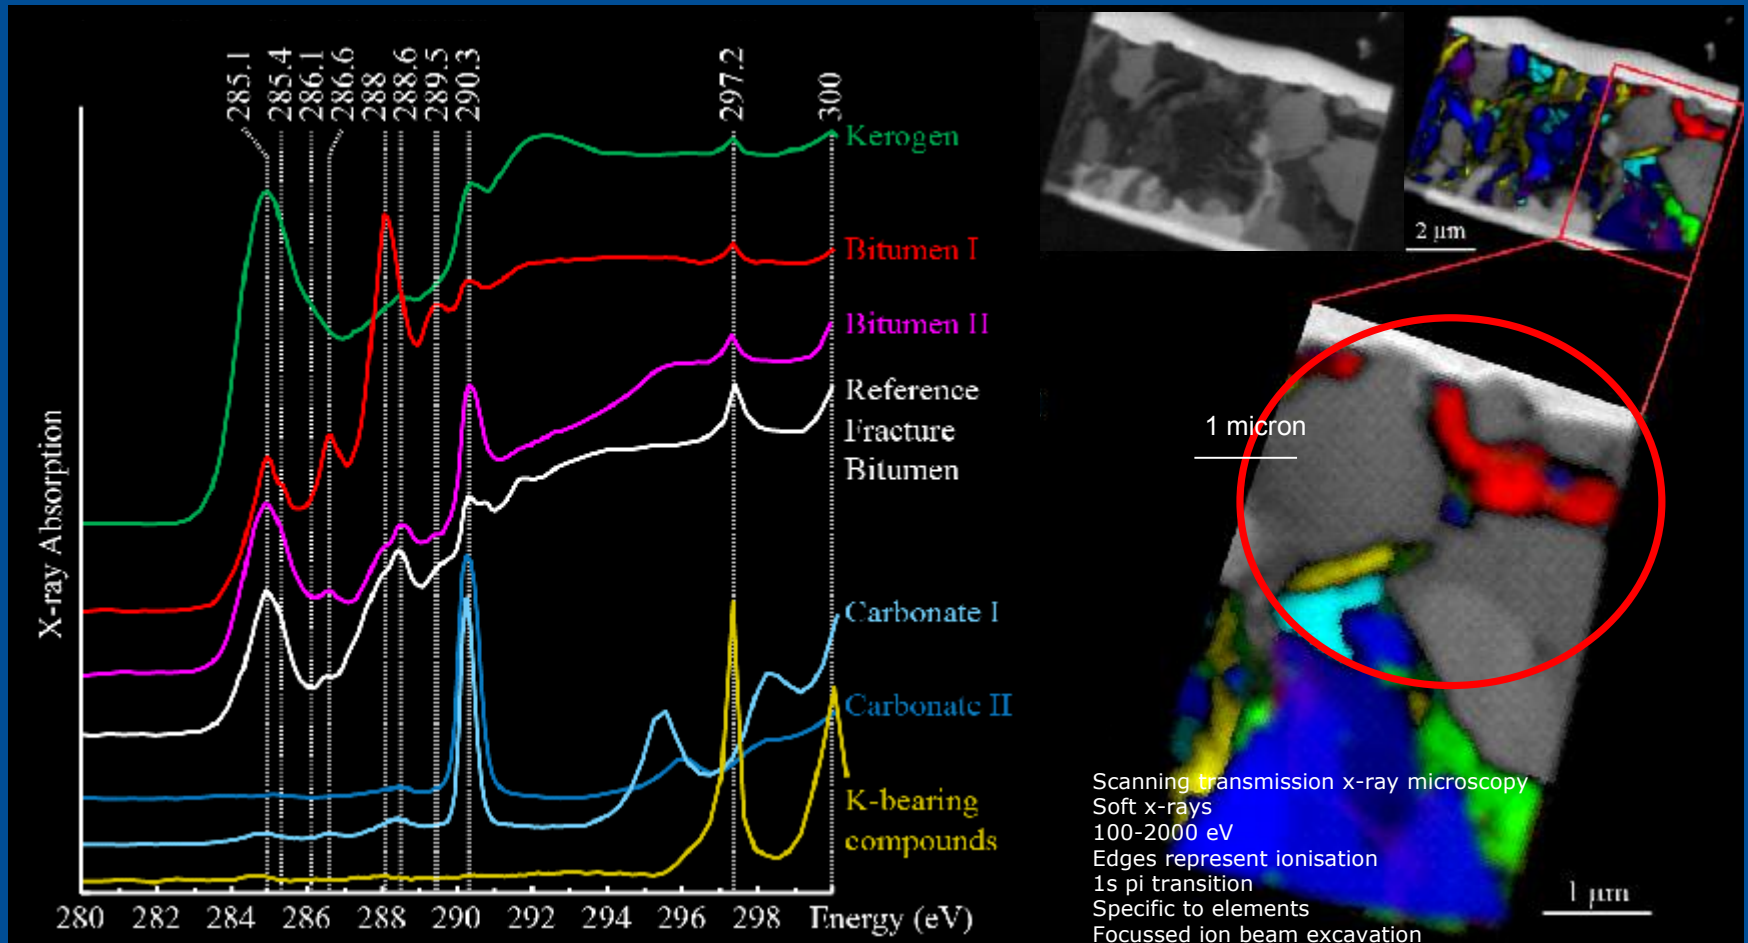 285.1
285.4
286.1
286.6
288
288.6
289.5
290.3
297.2
300
Kerogen
Bitumen I
Bitumen II
Reference
Fracture
Bitumen
Carbonate I
Carbonate II
K-bearing
compounds
X-ray Absorption
280 282 284 286 288 290 292 294 296 298 Energy (eV)
2 µm
1 micron
Scanning transmission x-ray microscopy
Soft x-rays
100-2000 eV
Edges represent ionisation
1s pi transition
Specific to elements
Focussed ion beam excavation
1 µm